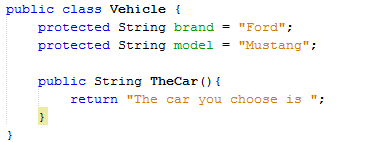 public class Vehicle {
    protected String brand = "Ford";
    protected String model = "Mustang";

    public String TheCar(){
        return "The car you choose is ";
    }
}